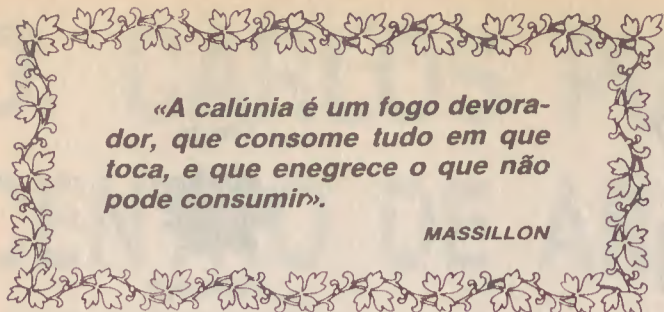 «A calúnia é um fogo devora-
dor, que consome tudo em que
toca, e que enegrece o que não
pode consumir».
MASSILLON